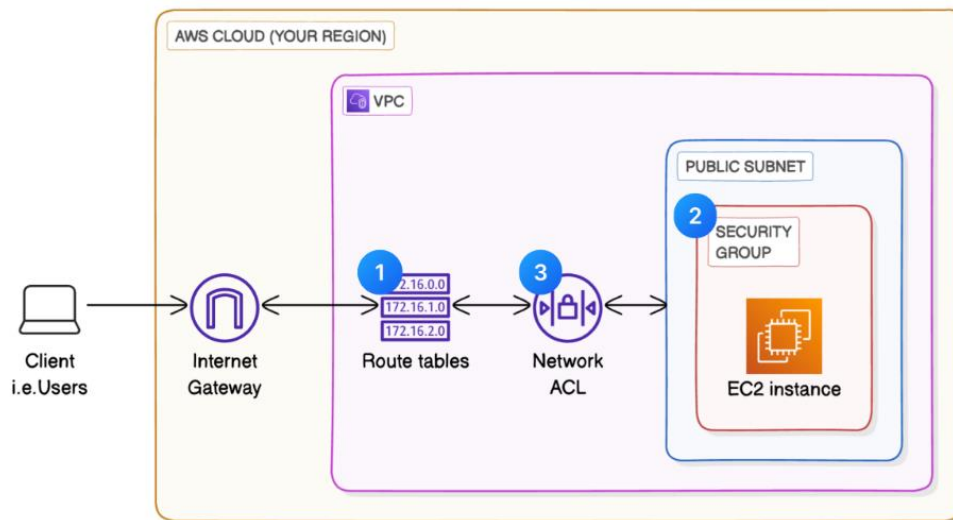 AWS CLOUD (YOUR REGION)
VPC
PUBLIC SUBNET
2
SECURITY
GROUP
1
3
2.16.0.0
172.16.1.0
172.16.2.0
Client
i.e.Users
Internet
Gateway
Route tables
Network
ACL
EC2 instance